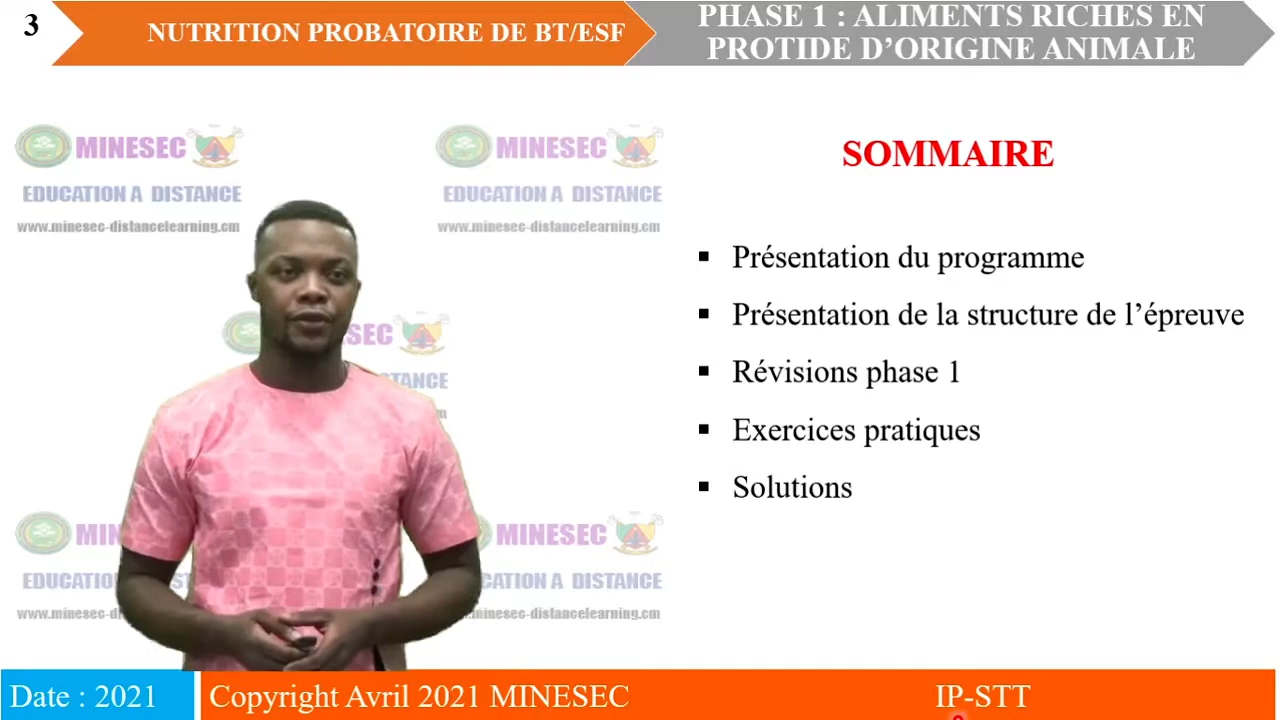 3
NUTRITION PROBATOIRE DE BT/ESF
PHASE 1 : ALIMENTS RICHES EN
PROTIDE D’ORIGINE ANIMALE
MINESEC
EDUCATION A DISTANCE
www.minesec-distancelearning.cm
MINESEC
EDUCATION A DISTANCE
www.minesec-distancelearning.cm
SOMMAIRE
▪ Présentation du programme
▪ Présentation de la structure de l’épreuve
▪ Révisions phase 1
▪ Exercices pratiques
▪ Solutions
MINESEC
EDUCATION A DISTANCE
www.minesec-distancelearning.cm
Date : 2021
Copyright Avril 2021 MINESEC
IP-STT